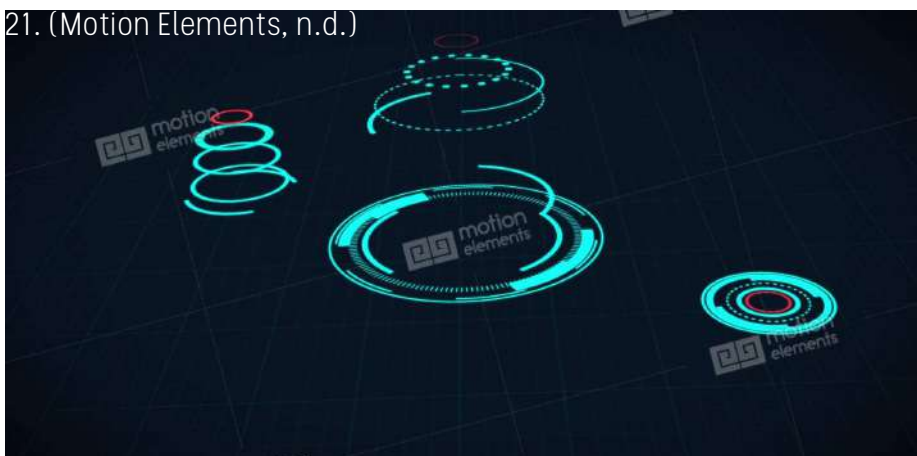 21. (Motion Elements, n.d.)
motion
elements
motion
elements
motion
elements